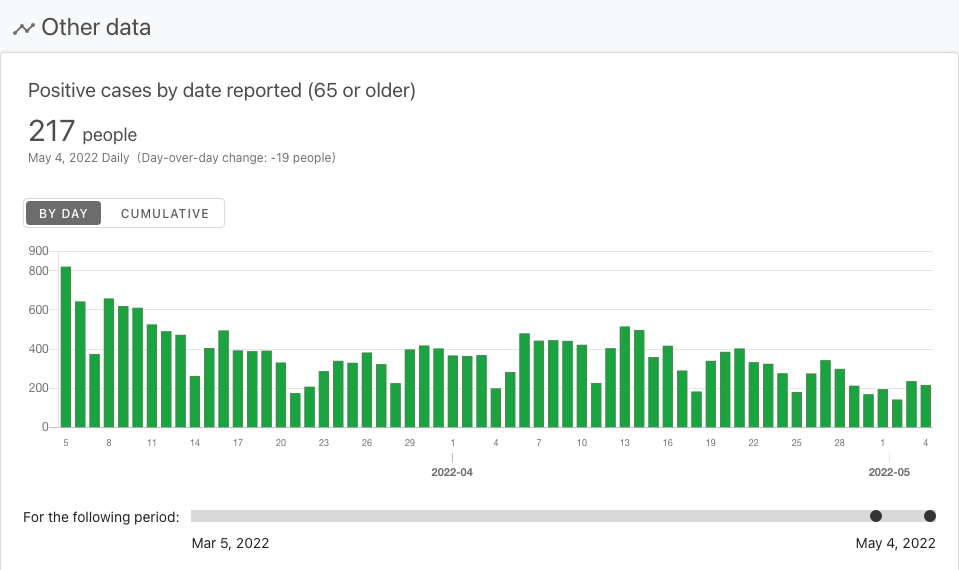 Other data
Positive cases by date reported (65 or older)
217 people
May 4, 2022 Daily (Day-over-day change: -19 people)
BY DAY CUMULATIVE
900
800
600
400
200
0
5 8 11 14 17 20 23 26 29 1 4 7 10 13 16 19 22 25 28 1 4
2022-04 2022-05
For the following period:
Mar 5, 2022 May 4, 2022